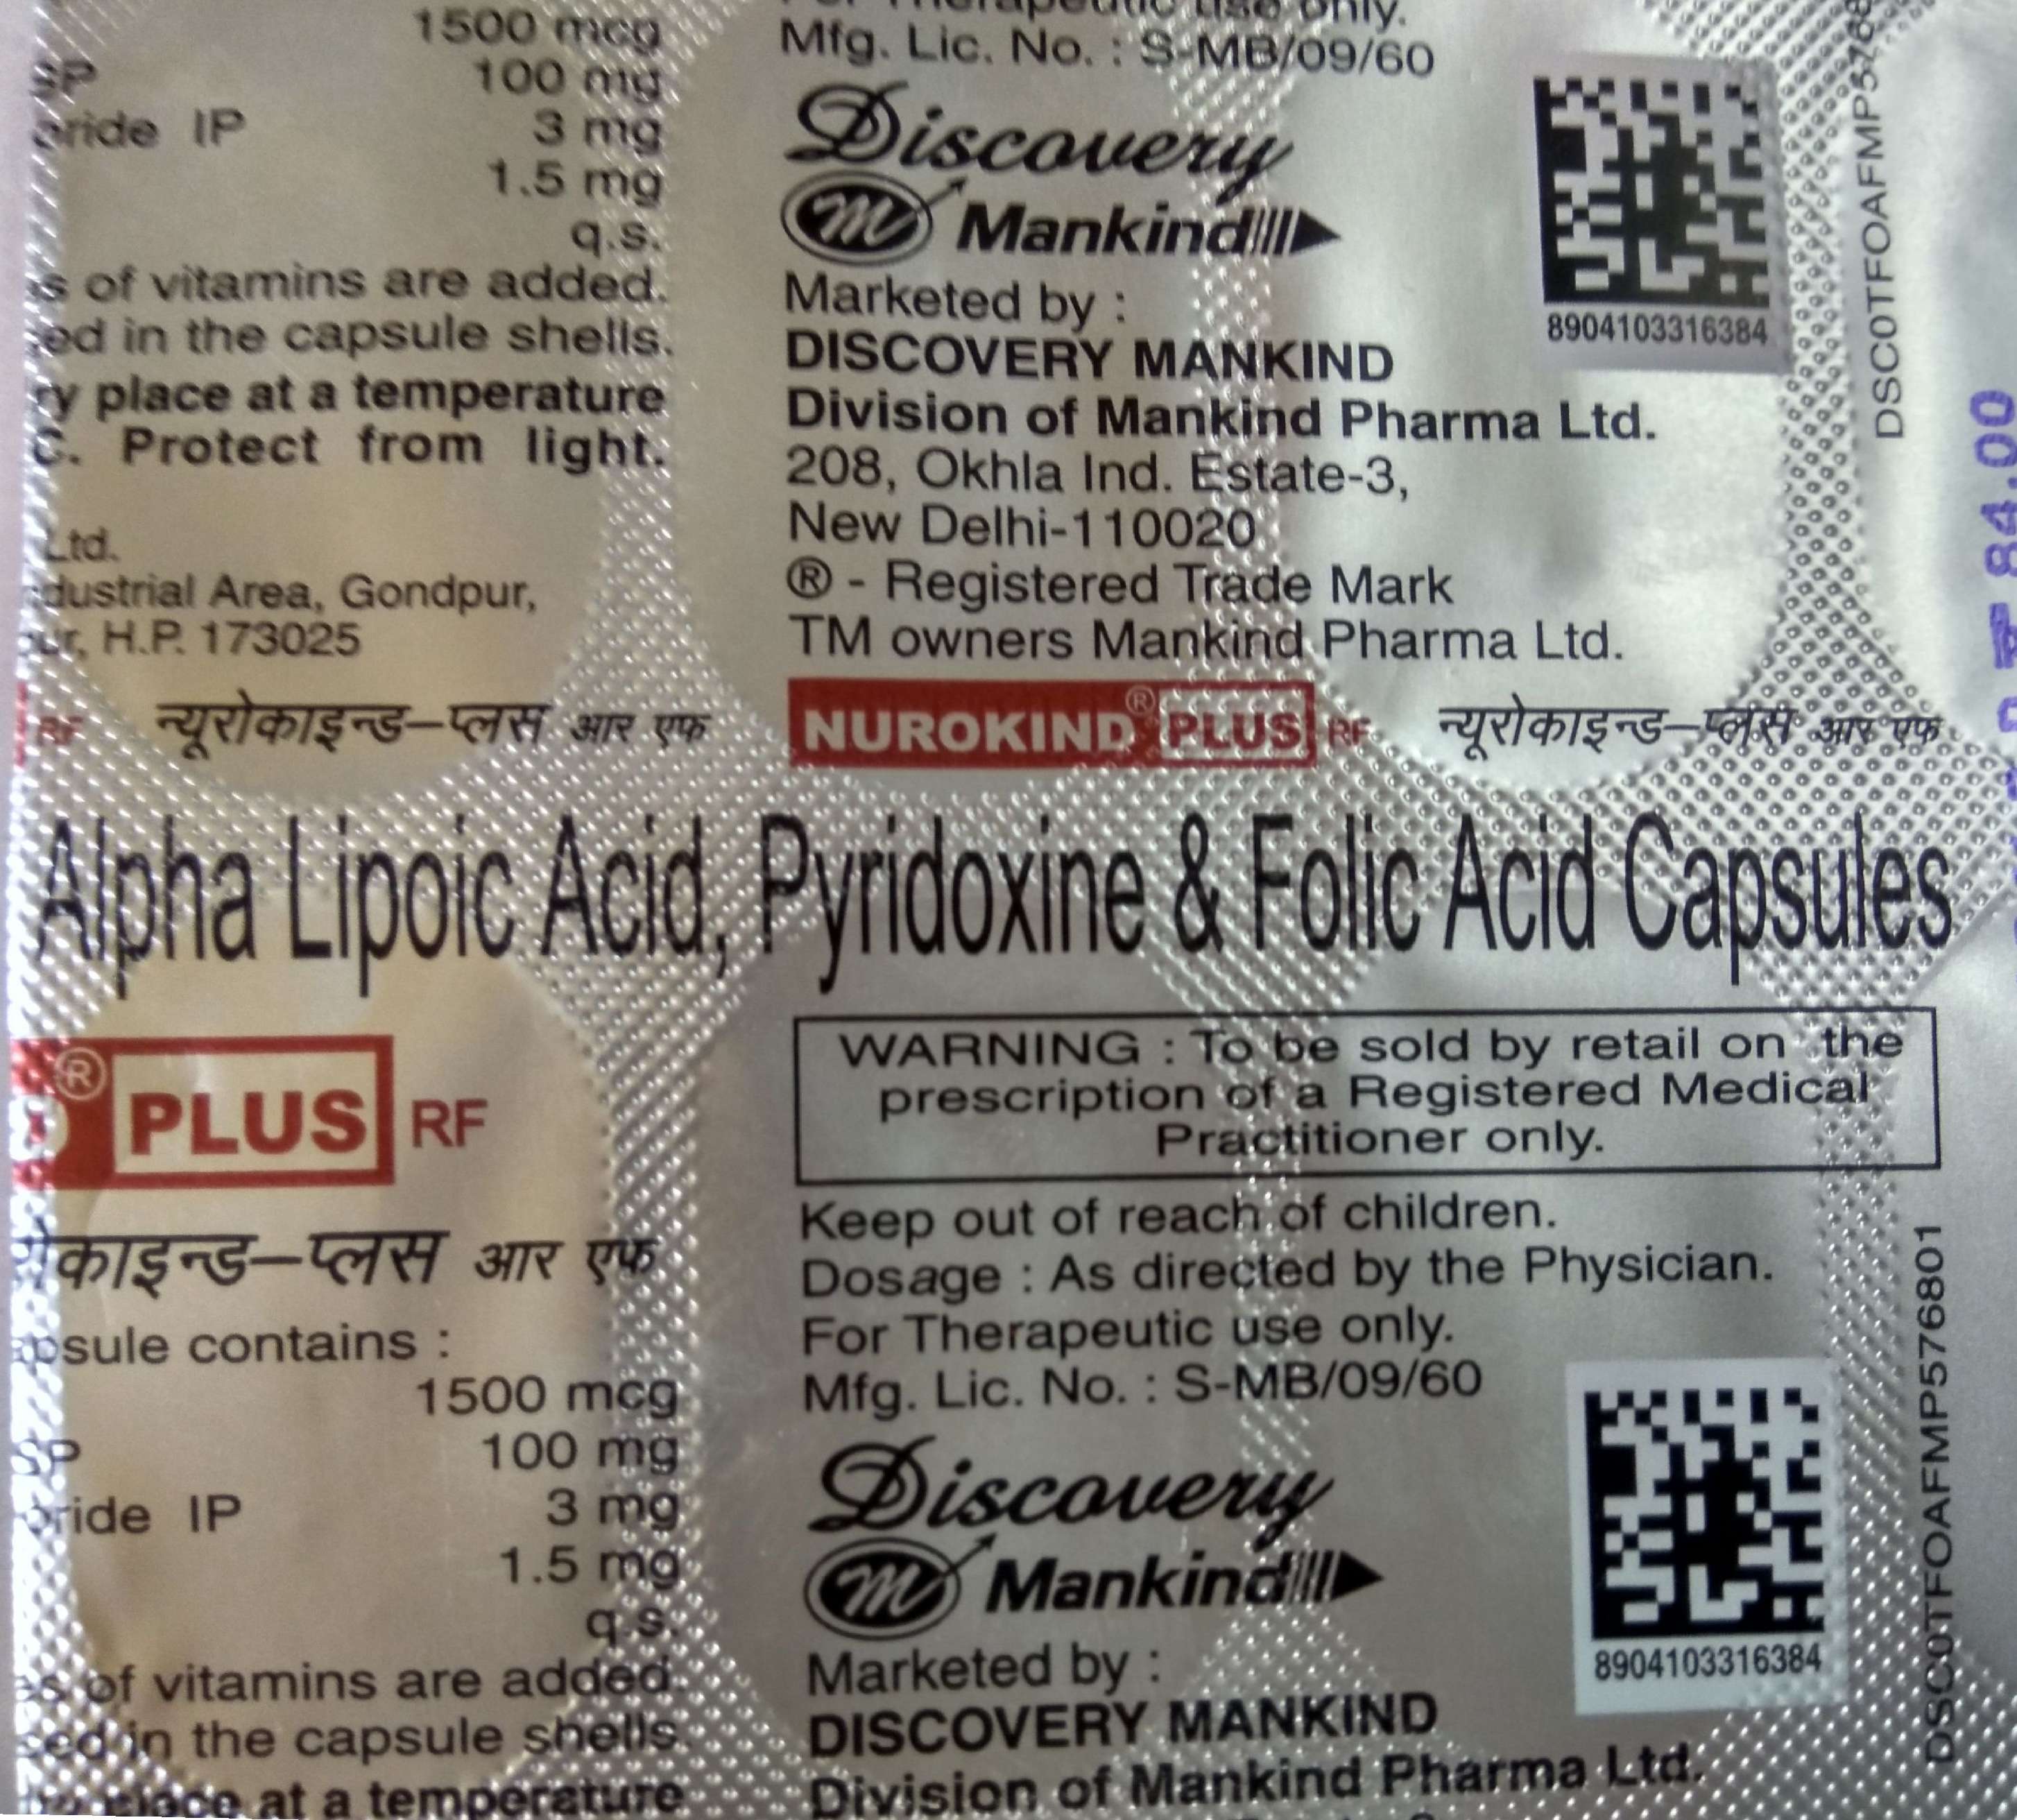 1500 mcg
100 mg
IP 3 mg
1.5 mg
q.s.
of vitamins are added.
in the capsule shells.
place at a temperature
C. Protect from light.
Ltd.
Area, Gondpur,
H.P. 173025
RF न्यूरोकाइन्ड-प्लस आर एफ
Therapeutic use only.
Mfg. Lic. No. : S-MB/09/60
Discovery
m Mankind
Marketed by :
DISCOVERY MANKIND
Division of Mankind Pharma Ltd.
208, Okhla Ind. Estate-3,
New Delhi-110020
® - Registered Trade Mark
TM owners Mankind Pharma Ltd.
NUROKIND® PLUS RF न्यूरोकाइन्ड-प्लस आर एफ
8904103316384
84.00
Alpha Lipoic Acid, Pyridoxine & Folic Acid Capsules
® PLUS RF
आर एफ
contains :
1500 mcg
100 mg
IP 3 mg
1.5 mg
q.s.
of vitamins are added.
in the capsule shells.
at a temperature
WARNING : To be sold by retail on the
prescription of a Registered Medical
Practitioner only.
Keep out of reach of children.
Dosage : As directed by the Physician.
For Therapeutic use only.
Mfg. Lic. No. : S-MB/09/60
Discovery
m Mankind
Marketed by :
DISCOVERY MANKIND
Division of Mankind Pharma Ltd.
8904103316384
DSC0TFOAFMP576801